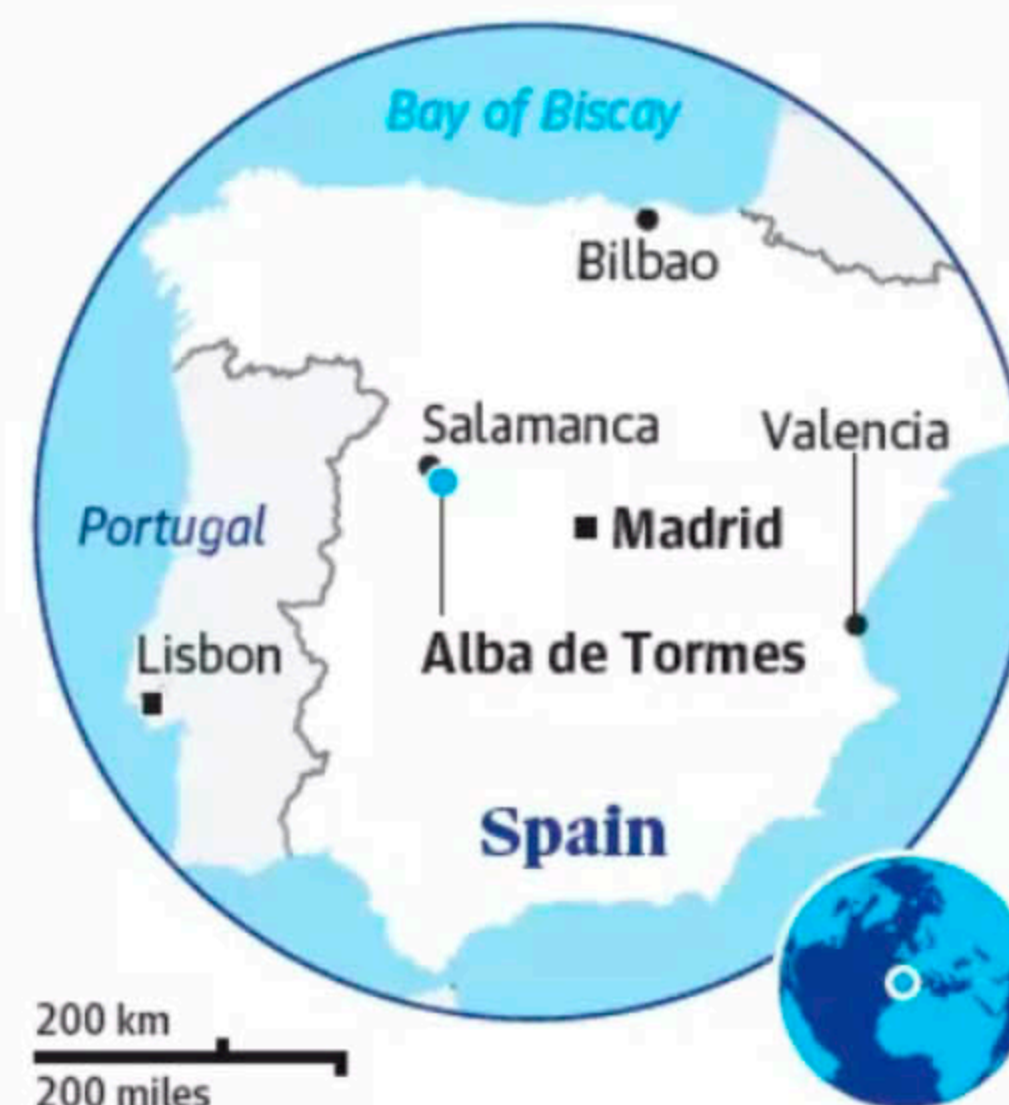 Bay of Biscay
Bilbao
Salamanca
Valencia
Portugal
Madrid
Lisbon
Alba de Tormes
Spain
200 km
200 miles